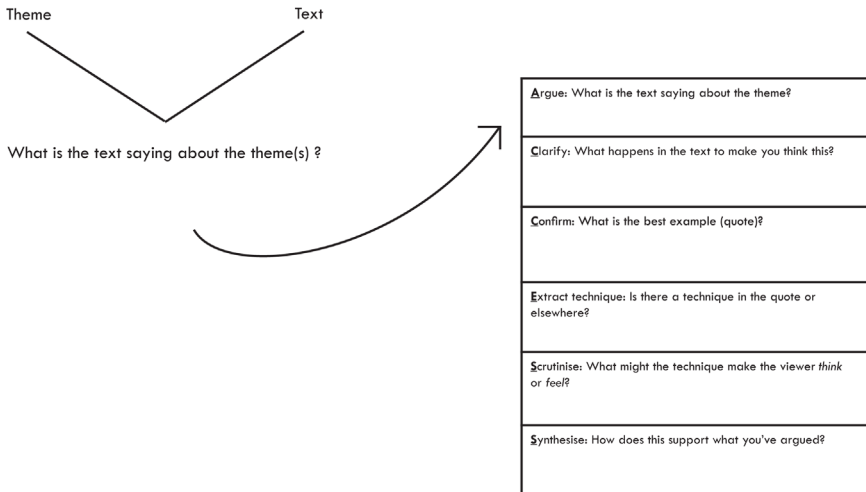 Theme
Text
What is the text saying about the theme(s) ?
Argue: What is the text saying about the theme?
Clarify: What happens in the text to make you think this?
Confirm: What is the best example (quote)?
Extract technique: Is there a technique in the quote or
elsewhere?
Scrutinise: What might the technique make the viewer think
or feel?
Synthesise: How does this support what you've argued?